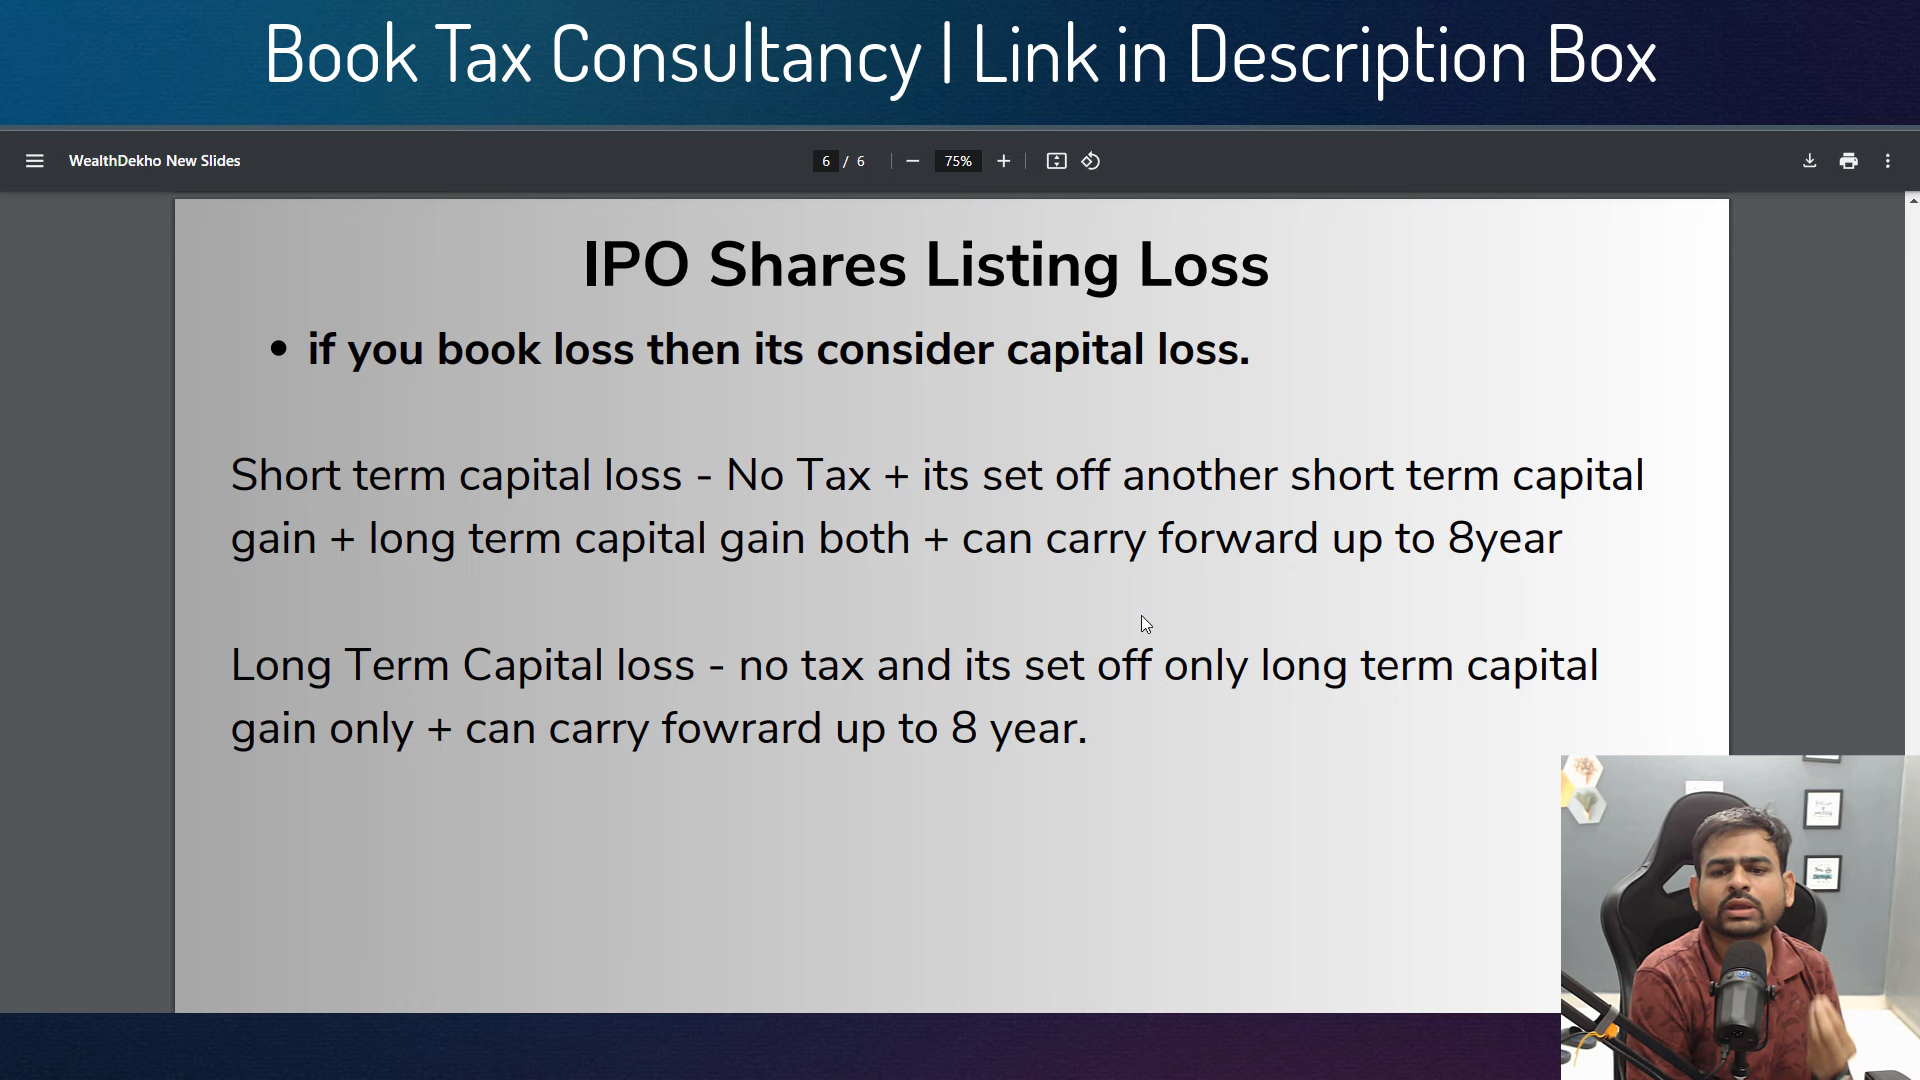 Book Tax Consultancy | Link in Description Box
WealthDekho New Slides
6 / 6
75%
IPO Shares Listing Loss
• if you book loss then its consider capital loss.
Short term capital loss - No Tax + its set off another short term capital
gain + long term capital gain both + can carry forward up to 8year
Long Term Capital loss - no tax and its set off only long term capital
gain only + can carry fowrard up to 8 year.